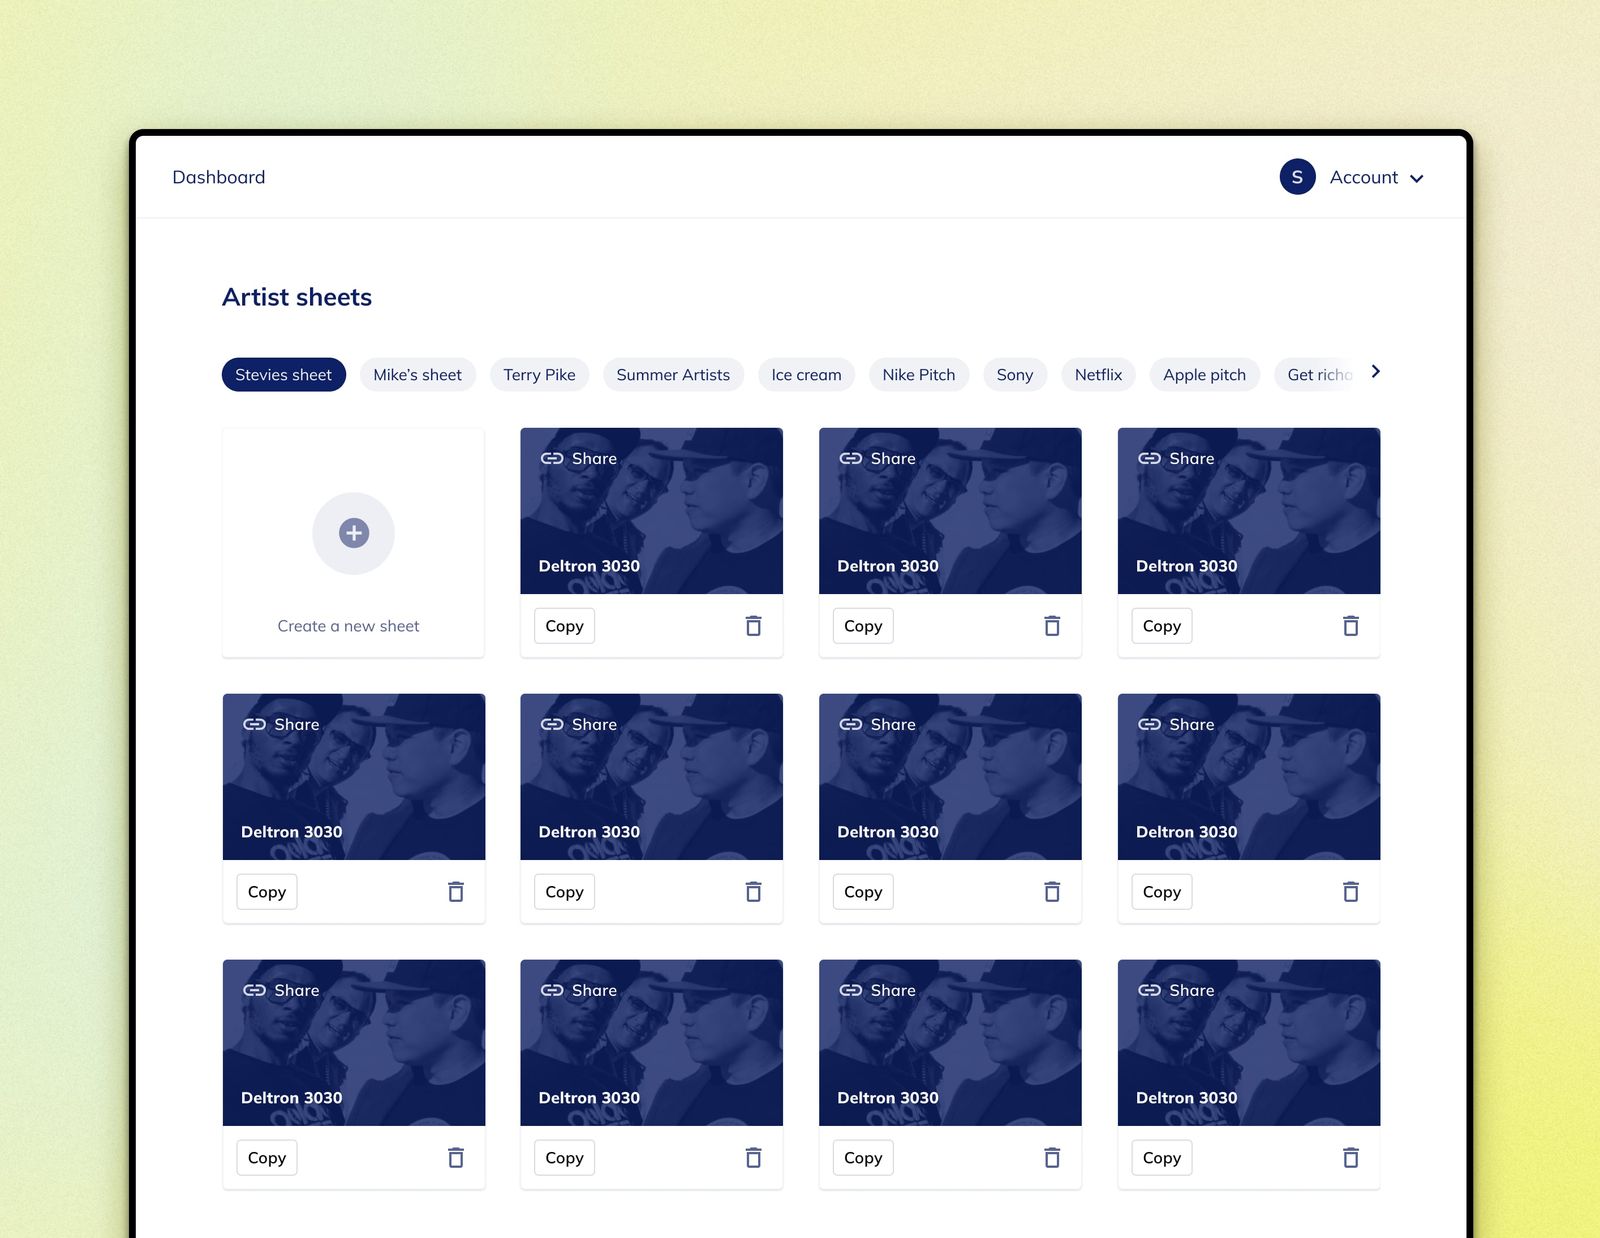 Dashboard
S Account
Artist sheets
Stevies sheet Mike's sheet Terry Pike Summer Artists Ice cream Nike Pitch Sony Netflix Apple pitch Get rich
Share Share Share
Deltron 3030 Deltron 3030 Deltron 3030
Create a new sheet Copy Copy Copy
Share Share Share Share
Deltron 3030 Deltron 3030 Deltron 3030 Deltron 3030
Copy Copy Copy Copy
Share Share Share Share
Deltron 3030 Deltron 3030 Deltron 3030 Deltron 3030
Copy Copy Copy Copy